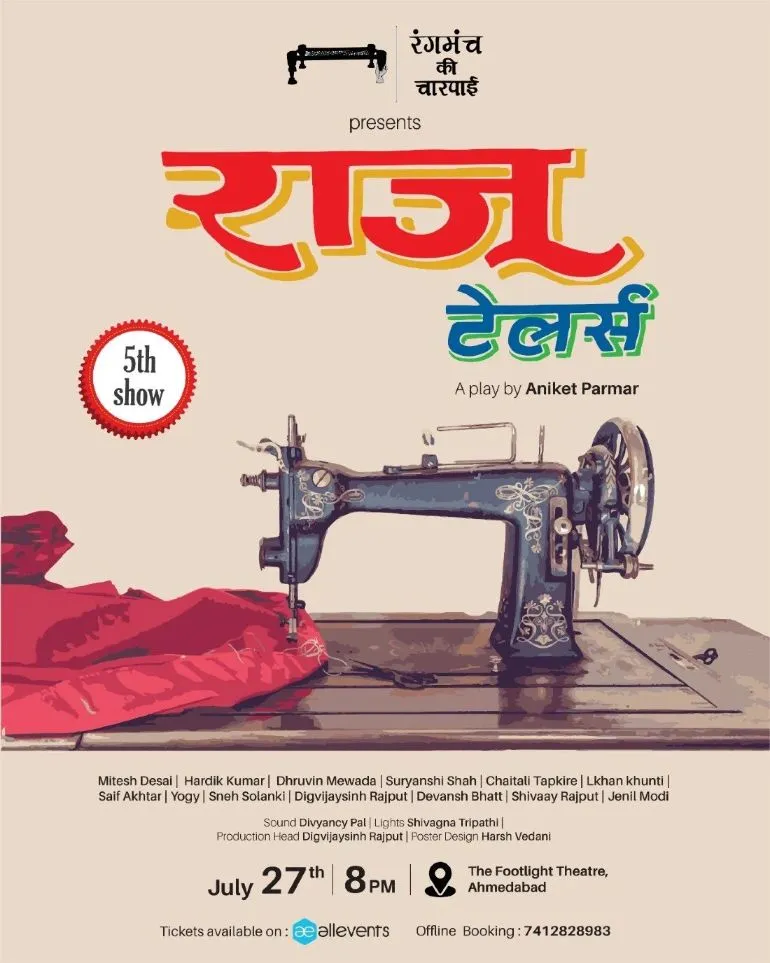 रंगमंच
की
चारपाई
presents
राजू
टेलर्स
5th
show
A play by Aniket Parmar
Mitesh Desai | Hardik Kumar | Dhruvin Mewada | Suryanshi Shah | Chaitali Tapkire | Lkhan khunti |
Saif Akhtar | Yogy | Sneh Solanki | Digvijaysinh Rajput | Devansh Bhatt | Shivaay Rajput | Jenil Modi
Sound Divyancy Pal | Lights Shivagna Tripathi |
Production Head Digvijaysinh Rajput | Poster Design Harsh Vedani
July 27th | 8PM | The Footlight Theatre,
Ahmedabad
Tickets available on : ae allevents Offline Booking : 7412828983